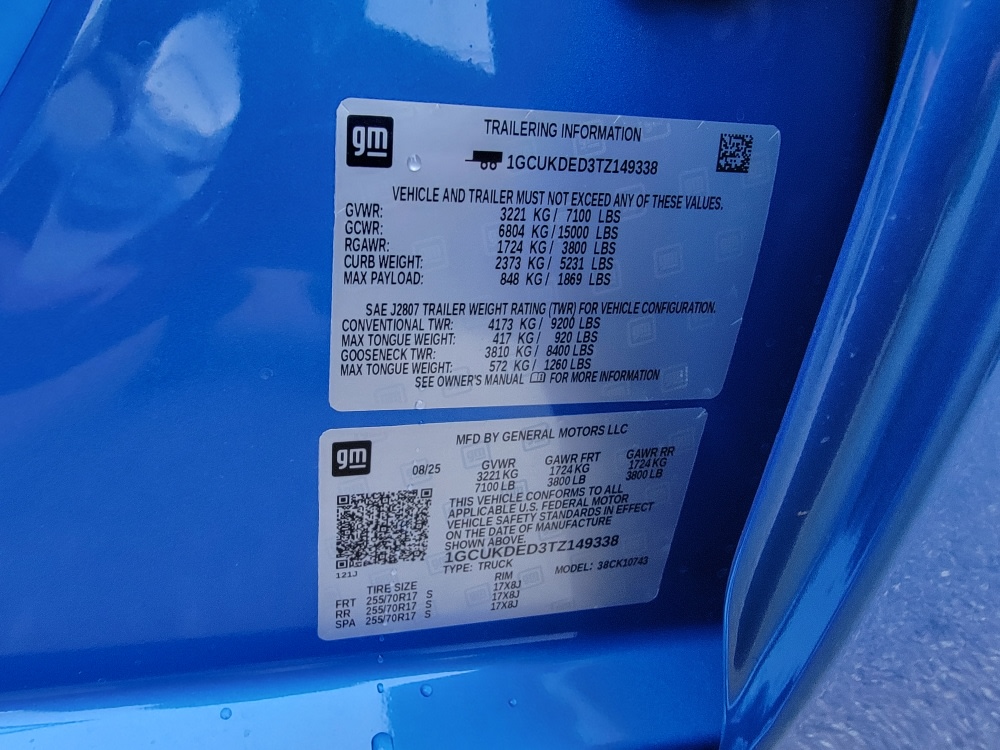 gm
TRAILERING INFORMATION
1GCUKDED3TZ149338
VEHICLE AND TRAILER MUST NOT EXCEED ANY OF THESE VALUES.
GVWR: 3221 KG / 7100 LBS
GCWR: 6804 KG / 15000 LBS
RGAWR: 1724 KG / 3800 LBS
CURB WEIGHT: 2373 KG / 5231 LBS
MAX PAYLOAD: 848 KG / 1869 LBS
SAE J2807 TRAILER WEIGHT RATING (TWR) FOR VEHICLE CONFIGURATION.
CONVENTIONAL TWR: 4173 KG / 9200 LBS
MAX TONGUE WEIGHT: 417 KG / 920 LBS
GOOSENECK TWR: 3810 KG / 8400 LBS
MAX TONGUE WEIGHT: 572 KG / 1260 LBS
SEE OWNER'S MANUAL FOR MORE INFORMATION
gm
MFD BY GENERAL MOTORS LLC
08/25 GVWR GAWR FRT GAWR RR
3221 KG 1724 KG 1724 KG
7100 LB 3800 LB 3800 LB
THIS VEHICLE CONFORMS TO ALL
APPLICABLE U.S. FEDERAL MOTOR
VEHICLE SAFETY STANDARDS IN EFFECT
ON THE DATE OF MANUFACTURE
SHOWN ABOVE.
1GCUKDED3TZ149338
TYPE: TRUCK MODEL: 38CK10743
121J
TIRE SIZE RIM
FRT 255/70R17 S 17X8J
RR 255/70R17 S 17X8J
SPA 255/70R17 S 17X8J